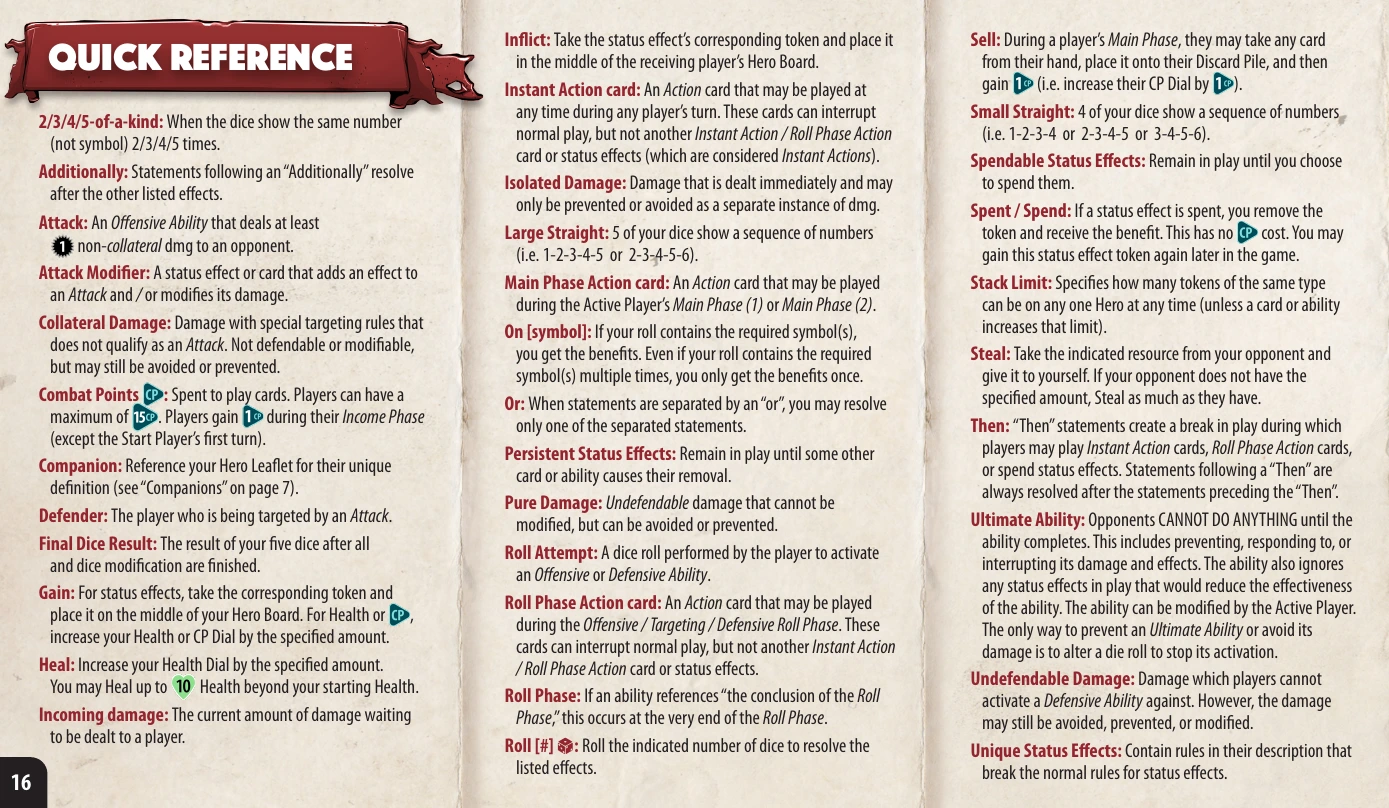 QUICK REFERENCE
2/3/4/5-of-a-kind: When the dice show the same number
(not symbol) 2/3/4/5 times.
Additionally: Statements following an “Additionally” resolve
after the other listed effects.
Attack: An Offensive Ability that deals at least
1 non-collateral dmg to an opponent.
Attack Modifier: A status effect or card that adds an effect to
an Attack and / or modifies its damage.
Collateral Damage: Damage with special targeting rules that
does not qualify as an Attack. Not defendable or modifiable,
but may still be avoided or prevented.
Combat Points CP: Spent to play cards. Players can have a
maximum of 15CP. Players gain 1CP during their Income Phase
(except the Start Player’s first turn).
Companion: Reference your Hero Leaflet for their unique
definition (see “Companions” on page 7).
Defender: The player who is being targeted by an Attack.
Final Dice Result: The result of your five dice after all
and dice modification are finished.
Gain: For status effects, take the corresponding token and
place it on the middle of your Hero Board. For Health or CP,
increase your Health or CP Dial by the specified amount.
Heal: Increase your Health Dial by the specified amount.
You may Heal up to 10 Health beyond your starting Health.
Incoming damage: The current amount of damage waiting
to be dealt to a player.
16
Inflict: Take the status effect’s corresponding token and place it
in the middle of the receiving player’s Hero Board.
Instant Action card: An Action card that may be played at
any time during any player’s turn. These cards can interrupt
normal play, but not another Instant Action / Roll Phase Action
card or status effects (which are considered Instant Actions).
Isolated Damage: Damage that is dealt immediately and may
only be prevented or avoided as a separate instance of dmg.
Large Straight: 5 of your dice show a sequence of numbers
(i.e. 1-2-3-4-5 or 2-3-4-5-6).
Main Phase Action card: An Action card that may be played
during the Active Player’s Main Phase (1) or Main Phase (2).
On [symbol]: If your roll contains the required symbol(s),
you get the benefits. Even if your roll contains the required
symbol(s) multiple times, you only get the benefits once.
Or: When statements are separated by an “or”, you may resolve
only one of the separated statements.
Persistent Status Effects: Remain in play until some other
card or ability causes their removal.
Pure Damage: Undefendable damage that cannot be
modified, but can be avoided or prevented.
Roll Attempt: A dice roll performed by the player to activate
an Offensive or Defensive Ability.
Roll Phase Action card: An Action card that may be played
during the Offensive / Targeting / Defensive Roll Phase. These
cards can interrupt normal play, but not another Instant Action
/ Roll Phase Action card or status effects.
Roll Phase: If an ability references “the conclusion of the Roll
Phase,” this occurs at the very end of the Roll Phase.
Roll [#] : Roll the indicated number of dice to resolve the
listed effects.
Sell: During a player’s Main Phase, they may take any card
from their hand, place it onto their Discard Pile, and then
gain 1CP (i.e. increase their CP Dial by 1CP).
Small Straight: 4 of your dice show a sequence of numbers
(i.e. 1-2-3-4 or 2-3-4-5 or 3-4-5-6).
Spendable Status Effects: Remain in play until you choose
to spend them.
Spent / Spend: If a status effect is spent, you remove the
token and receive the benefit. This has no CP cost. You may
gain this status effect token again later in the game.
Stack Limit: Specifies how many tokens of the same type
can be on any one Hero at any time (unless a card or ability
increases that limit).
Steal: Take the indicated resource from your opponent and
give it to yourself. If your opponent does not have the
specified amount, Steal as much as they have.
Then: “Then” statements create a break in play during which
players may play Instant Action cards, Roll Phase Action cards,
or spend status effects. Statements following a “Then” are
always resolved after the statements preceding the “Then”.
Ultimate Ability: Opponents CANNOT DO ANYTHING until the
ability completes. This includes preventing, responding to, or
interrupting its damage and effects. The ability also ignores
any status effects in play that would reduce the effectiveness
of the ability. The ability can be modified by the Active Player.
The only way to prevent an Ultimate Ability or avoid its
damage is to alter a die roll to stop its activation.
Undefendable Damage: Damage which players cannot
activate a Defensive Ability against. However, the damage
may still be avoided, prevented, or modified.
Unique Status Effects: Contain rules in their description that
break the normal rules for status effects.